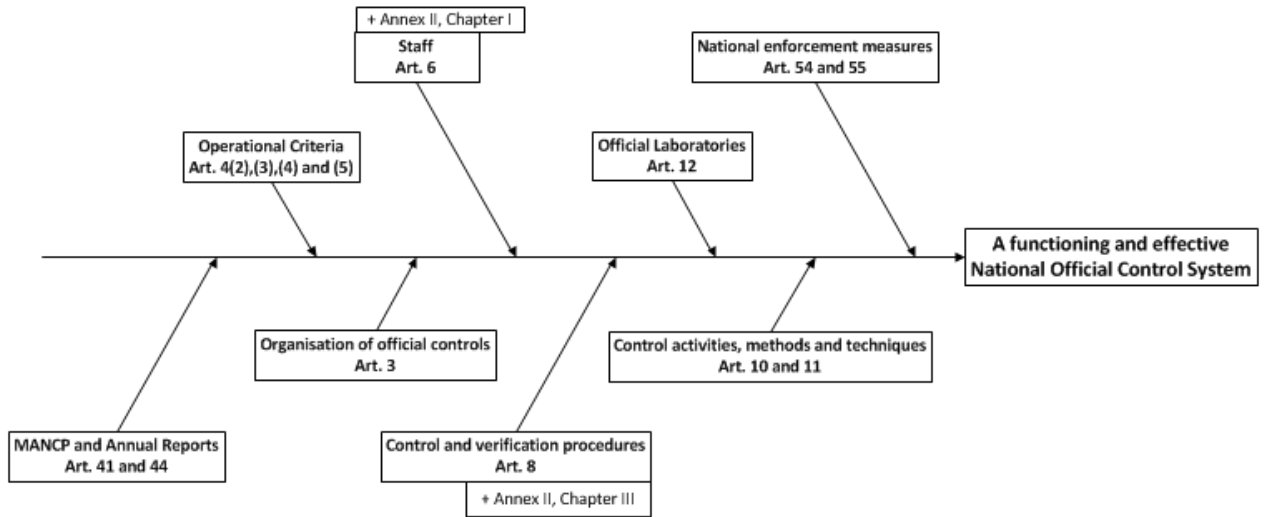 + Annex II, Chapter I
Staff
Art. 6
National enforcement measures
Art. 54 and 55
Operational Criteria
Art. 4(2),(3),(4) and (5)
Official Laboratories
Art. 12
A functioning and effective
National Official Control System
Organisation of official controls
Art. 3
Control activities, methods and techniques
Art. 10 and 11
MANCP and Annual Reports
Art. 41 and 44
Control and verification procedures
Art. 8
+ Annex II, Chapter III